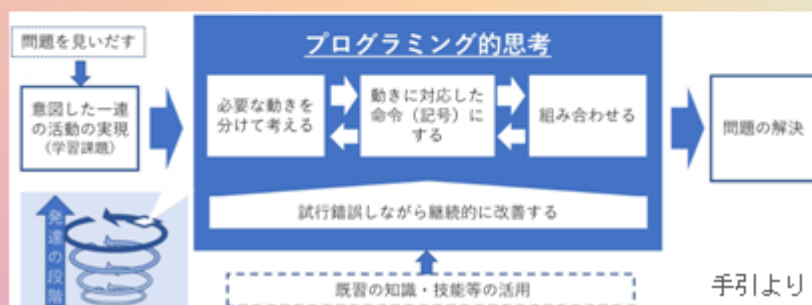 問題を見いだす
プログラミング的思考
意図した一連
の活動の実現
(学習課題)
必要な動きを
分けて考える
動きに対応した
命令(記号)に
する
組み合わせる
問題の解決
試行錯誤しながら継続的に改善する
発達の段階
既習の知識・技能等の活用
手引より